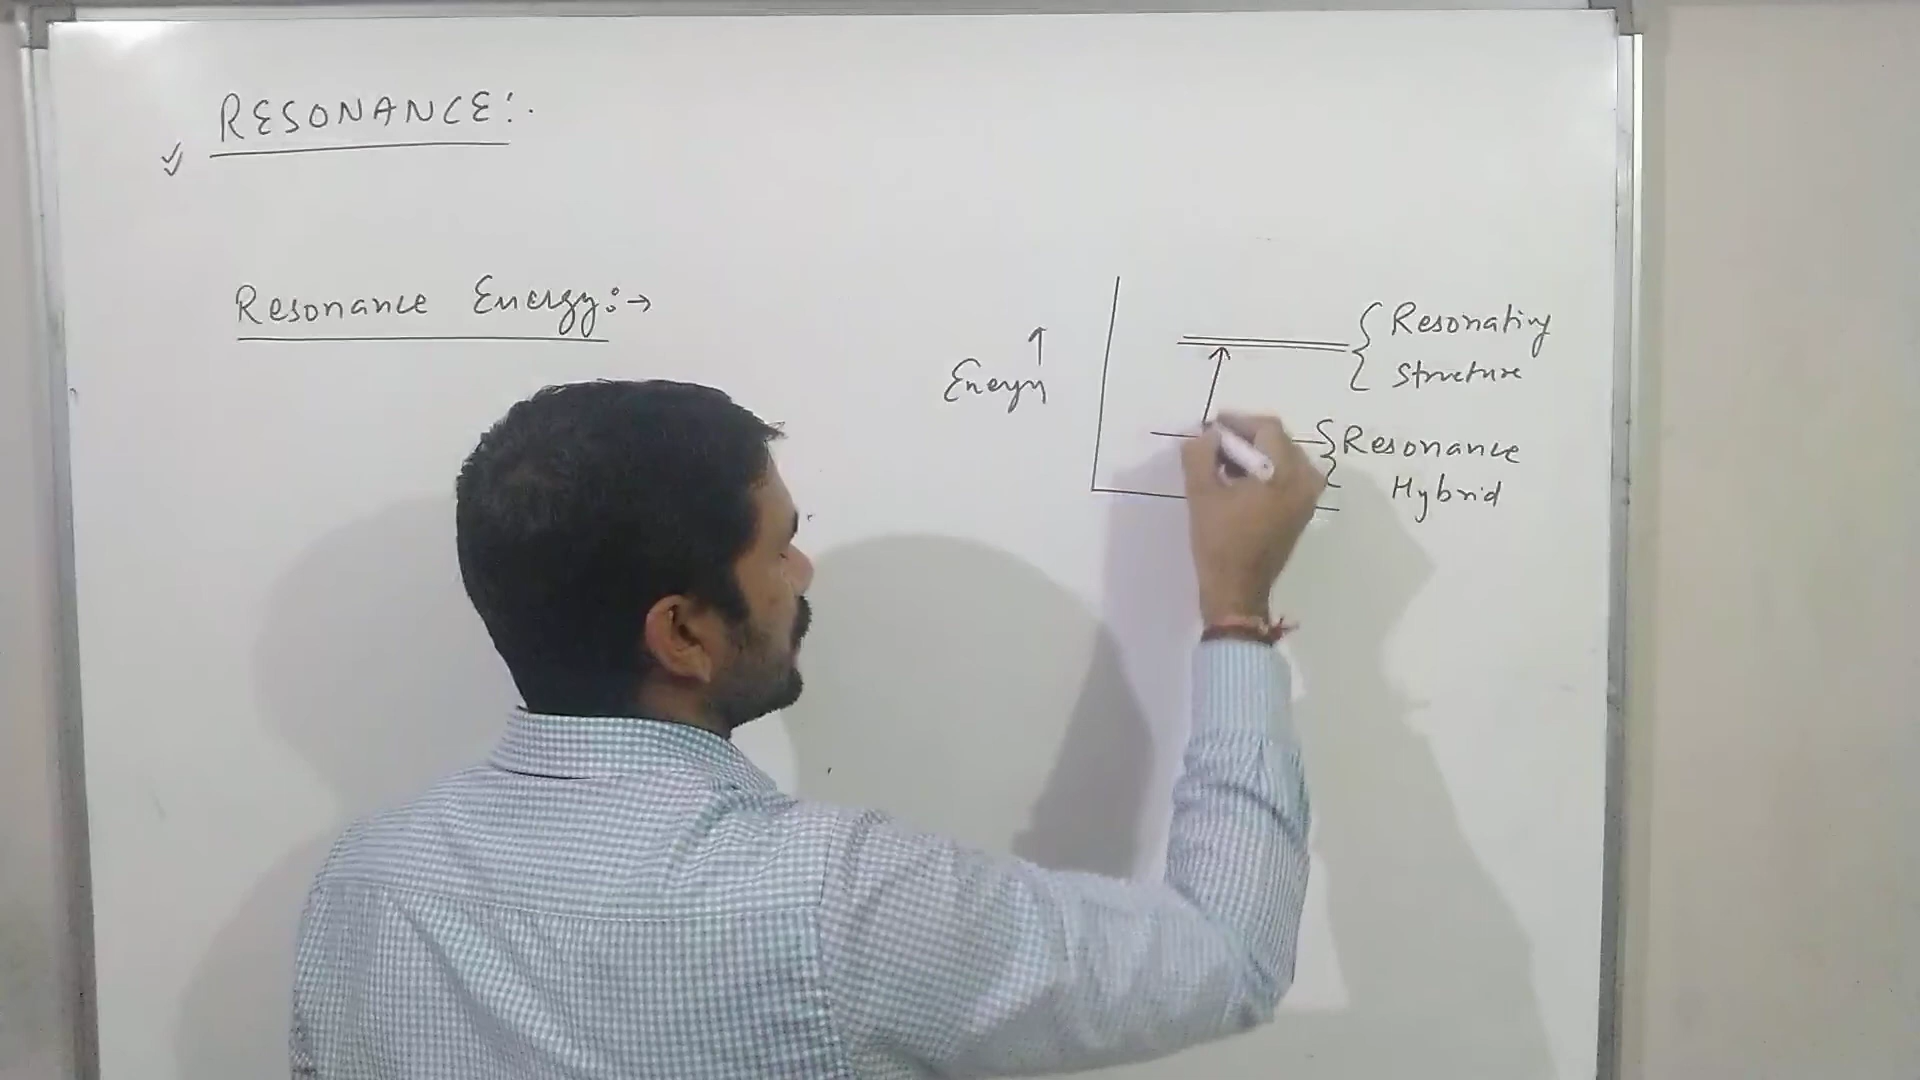 RESONANCE:.
Resonance Energy:→
Energy ↑
Resonating
Structure
Resonance
Hybrid